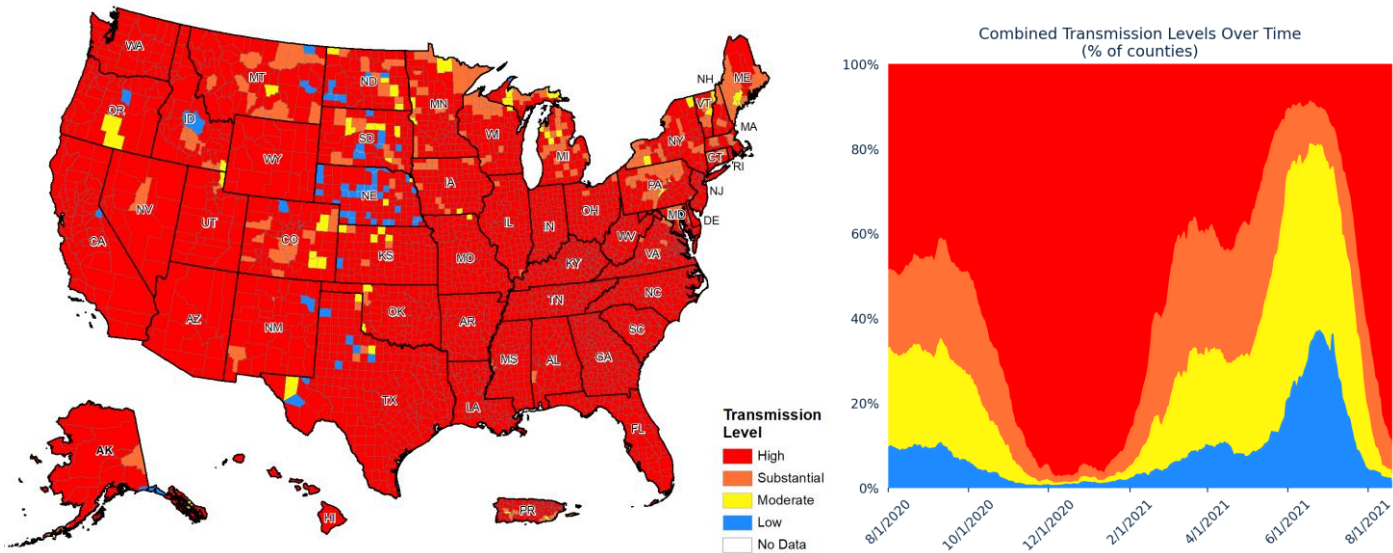 WA
OR
CA
NV
ID
MT
WY
UT
AZ
CO
NM
ND
SD
NE
KS
OK
TX
MN
IA
MO
AR
LA
WI
IL
MS
MI
IN
OH
KY
TN
AL
GA
FL
SC
NC
VA
WV
PA
NY
MD
DE
NJ
CT
RI
MA
VT
NH
ME
AK
HI
PR
Transmission
Level
High
Substantial
Moderate
Low
No Data
Combined Transmission Levels Over Time
(% of counties)
100%
80%
60%
40%
20%
0%
8/1/2020
10/1/2020
12/1/2020
2/1/2021
4/1/2021
6/1/2021
8/1/2021